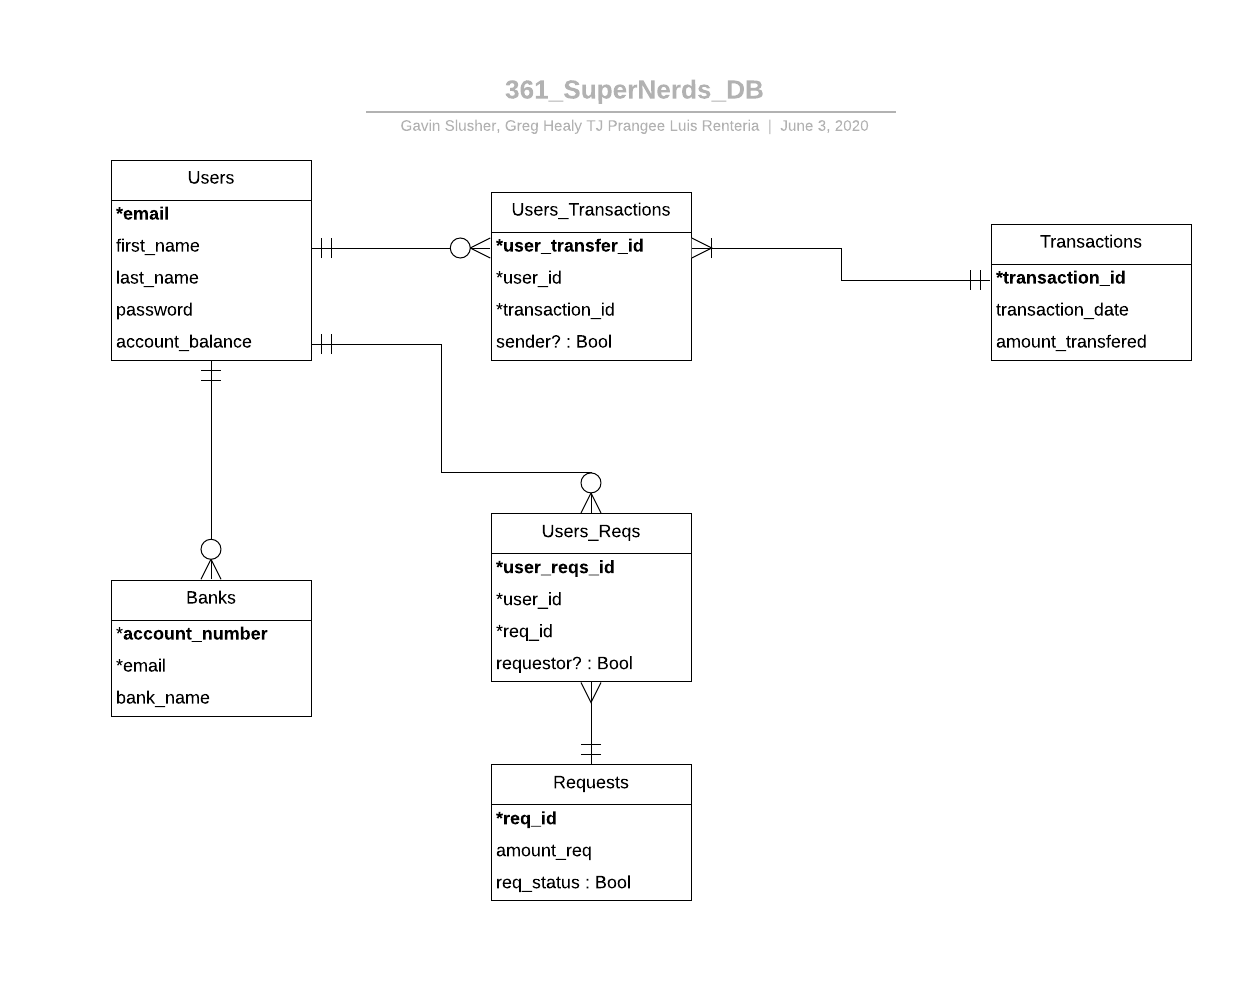 361_SuperNerds_DB
Gavin Slusher, Greg Healy TJ Prangee Luis Renteria | June 3, 2020
Users
*email
first_name
last_name
password
account_balance
Users_Transactions
*user_transfer_id
*user_id
*transaction_id
sender? : Bool
Transactions
*transaction_id
transaction_date
amount_transfered
Banks
*account_number
*email
bank_name
Users_Reqs
*user_reqs_id
*user_id
*req_id
requestor? : Bool
Requests
*req_id
amount_req
req_status : Bool